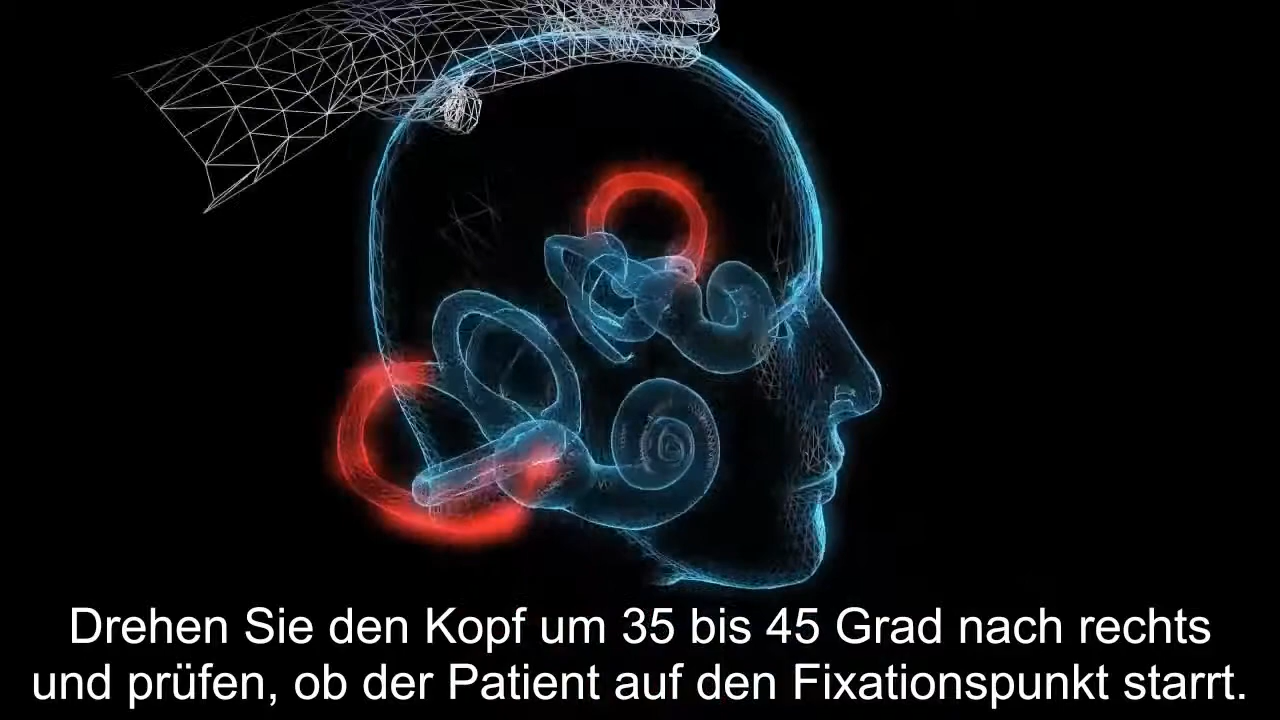 Drehen Sie den Kopf um 35 bis 45 Grad nach rechts
und prüfen, ob der Patient auf den Fixationspunkt starrt.